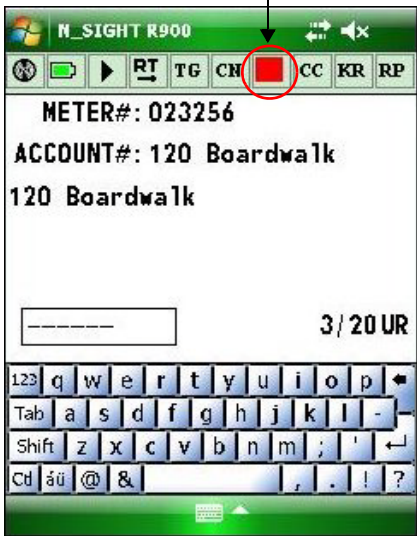 N_SIGHT R900
RT TG CN CC KR RP
METER#: 023256
ACCOUNT#: 120 Boardwalk
120 Boardwalk
------ 3/20 UR
123 q w e r t y u i o p
Tab a s d f g h j k l -
Shift z x c v b n m ; '
Ctl áü @ & , . ! ?